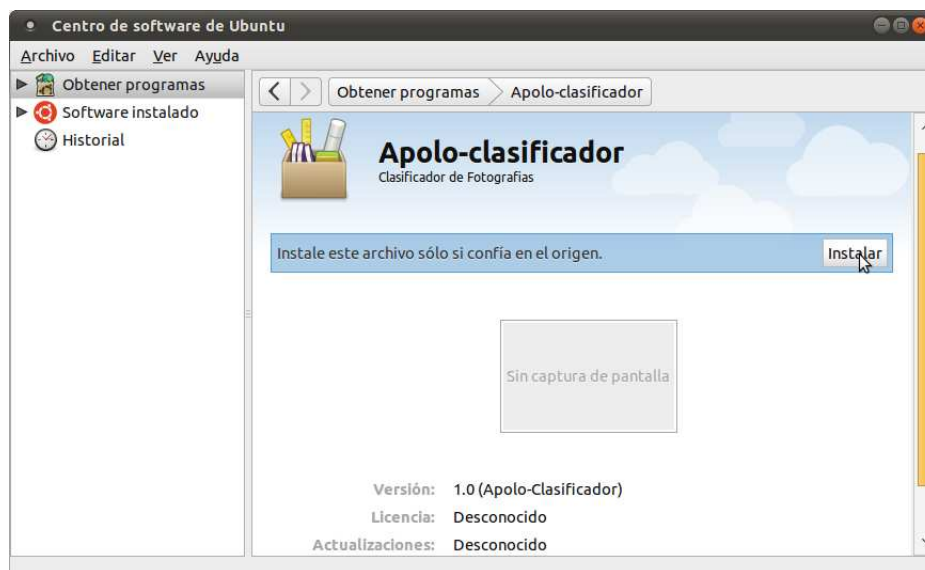 Centro de software de Ubuntu
Archivo Editar Ver Ayuda
Obtener programas
Software instalado
Historial
Obtener programas Apolo-clasificador
Apolo-clasificador
Clasificador de Fotografias
Instale este archivo sólo si confía en el origen. Instalar
Sin captura de pantalla
Versión: 1.0 (Apolo-Clasificador)
Licencia: Desconocido
Actualizaciones: Desconocido